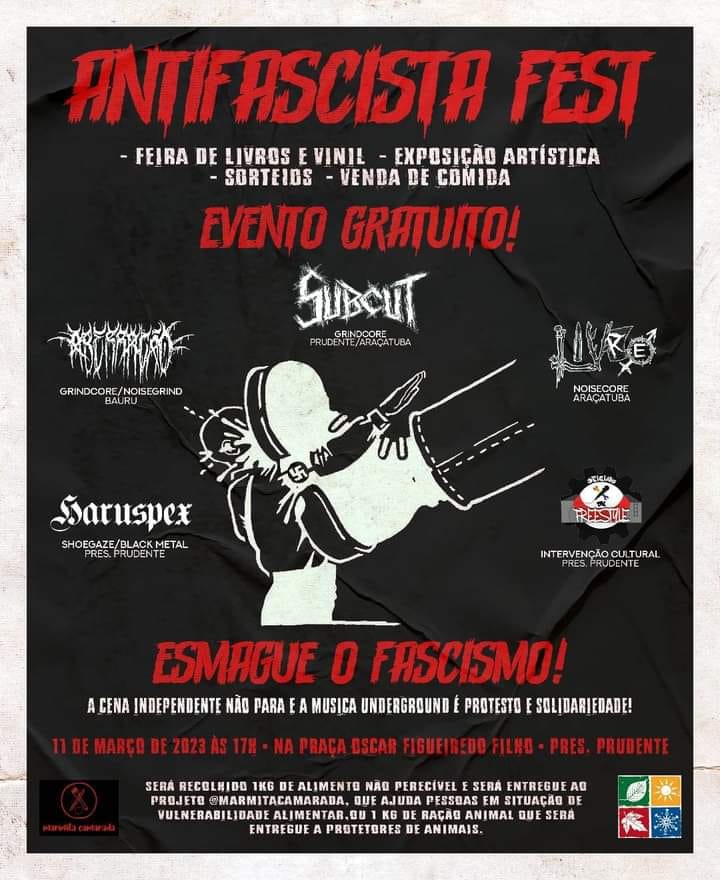 ANTIFASCISTA FEST
- FEIRA DE LIVROS E VINIL - EXPOSIÇÃO ARTÍSTICA
- SORTEIOS - VENDA DE COMIDA
EVENTO GRATUITO!
SUBCUT
GRINDCORE
PRUDENTE/ARAÇATUBA
GRINDCORE/NOISEGRIND
BAURU
NOISECORE
ARAÇATUBA
Haruspex
SHOEGAZE/BLACK METAL
PRES. PRUDENTE
FREESTYLE
INTERVENÇÃO CULTURAL
PRES. PRUDENTE
ESMAGUE O FASCISMO!
A CENA INDEPENDENTE NÃO PARA E A MUSICA UNDERGROUND É PROTESTO E SOLIDARIEDADE!
11 DE MARÇO DE 2023 ÀS 17H • NA PRAÇA OSCAR FIGUEIREDO FILHO • PRES. PRUDENTE
marmita camarada
SERÁ RECOLHIDO 1KG DE ALIMENTO NÃO PERECÍVEL E SERÁ ENTREGUE AO
PROJETO @MARMITACAMARADA, QUE AJUDA PESSOAS EM SITUAÇÃO DE
VULNERABILIDADE ALIMENTAR,OU 1 KG DE RAÇÃO ANIMAL QUE SERÁ
ENTREGUE A PROTETORES DE ANIMAIS.